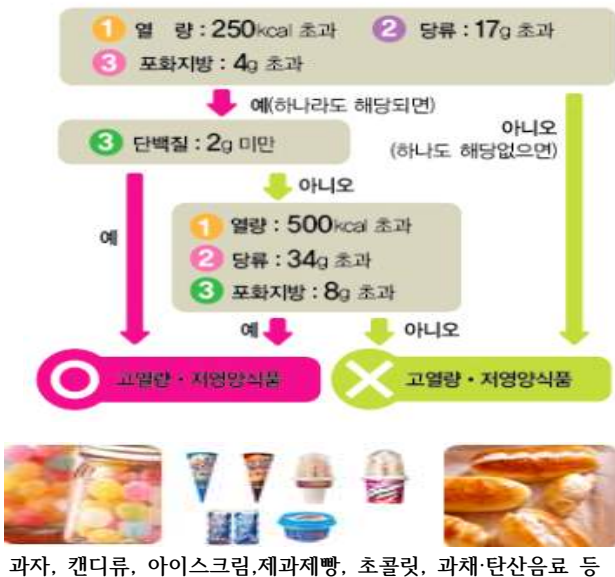 ① 열 량 : 250kcal 초과 ② 당류 : 17g 초과
③ 포화지방 : 4g 초과
예(하나라도 해당되면)
아니오
(하나도 해당없으면)
③ 단백질 : 2g 미만
아니오
예
① 열량 : 500kcal 초과
② 당류 : 34g 초과
③ 포화지방 : 8g 초과
예 아니오
고열량·저영양식품 고열량·저영양식품
과자, 캔디류, 아이스크림,제과제빵, 초콜릿, 과채·탄산음료 등